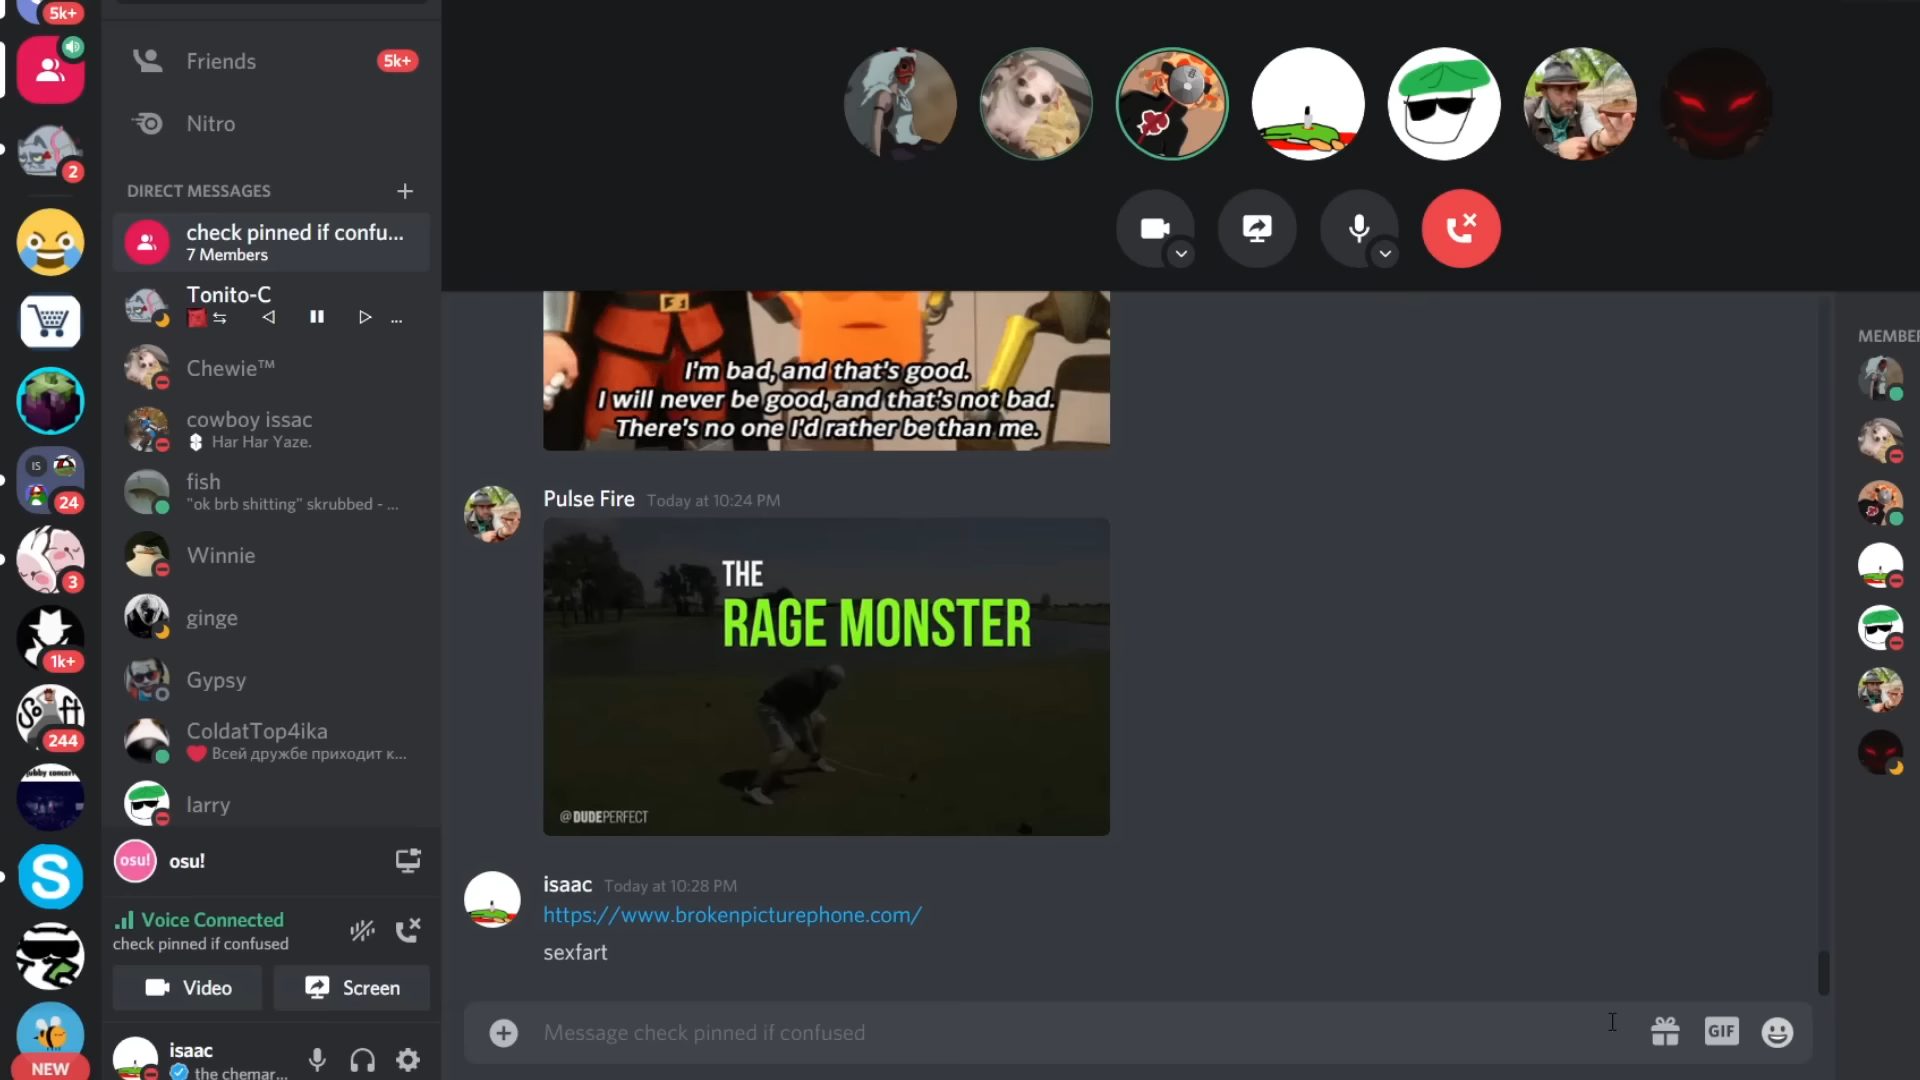 5k+
2
IS
24
3
1k+
Soft
244
S
NEW
Friends
5k+
Nitro
DIRECT MESSAGES
check pinned if confu...
7 Members
Tonito-C
...
Chewie™
cowboy issac
Har Har Yaze.
fish
"ok brb shitting" skrubbed - ...
Winnie
ginge
Gypsy
ColdatTop4ika
Всей дружбе приходит к...
larry
osu!
osu!
Voice Connected
check pinned if confused
Video
Screen
isaac
the chemar...
I'm bad, and that's good.
I will never be good, and that's not bad.
There's no one I'd rather be than me.
Pulse Fire Today at 10:24 PM
THE
RAGE MONSTER
@DUDEPERFECT
isaac Today at 10:28 PM
https://www.brokenpicturephone.com/
sexfart
Message check pinned if confused
GIF
MEMBER